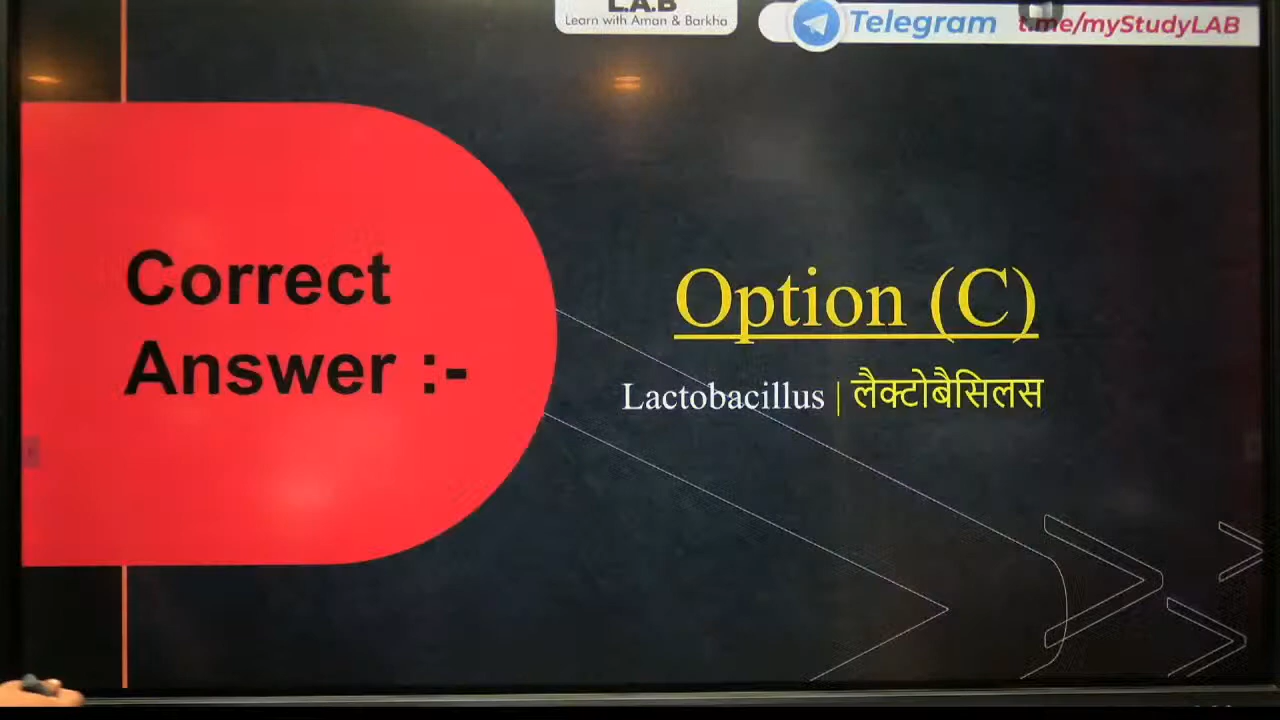 L.A.B
Learn with Aman & Barkha
Telegram t.me/myStudyLAB
Correct
Answer :-
Option (C)
Lactobacillus | लैक्टोबैसिलस